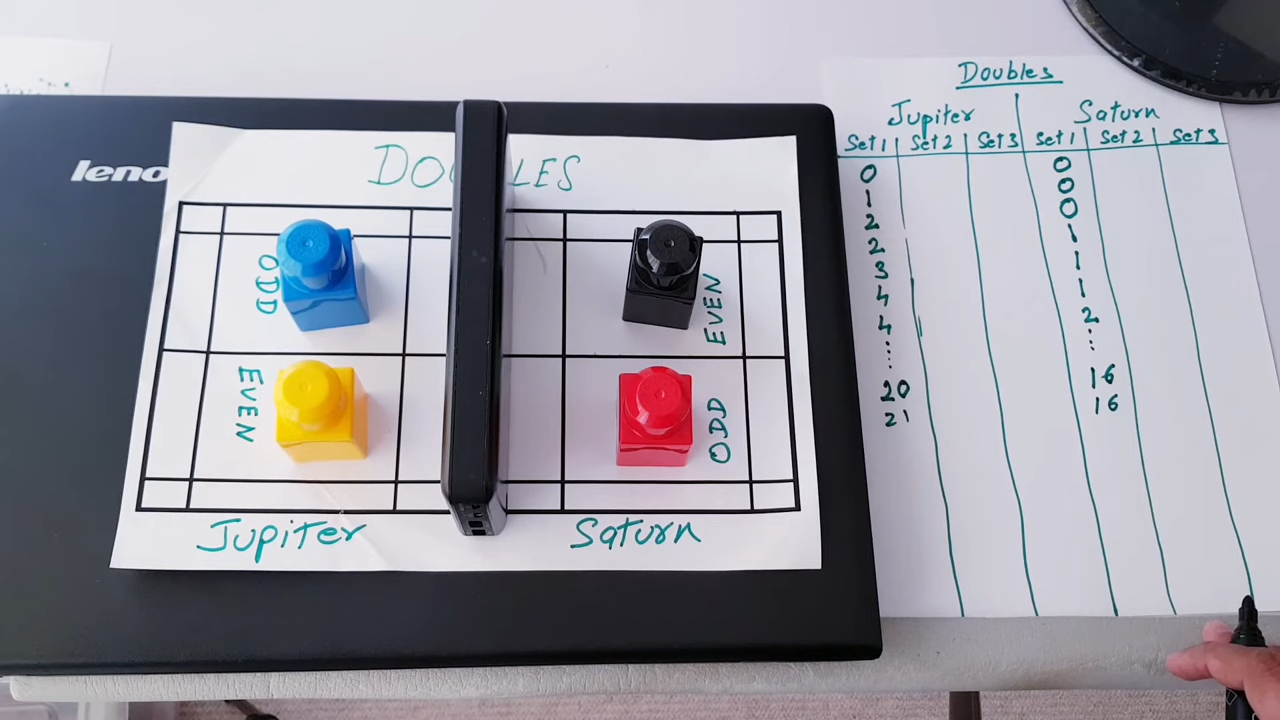 leno
DOLES
ODD
EVEN
EVEN
ODD
Jupiter
Saturn
Doubles
Jupiter Saturn
Set 1 Set 2 Set 3 Set 1 Set 2 Set 3
0 0
1 0
2 0
2 1
3 1
4 1
4 2
⋮ ⋮
20 16
21 16